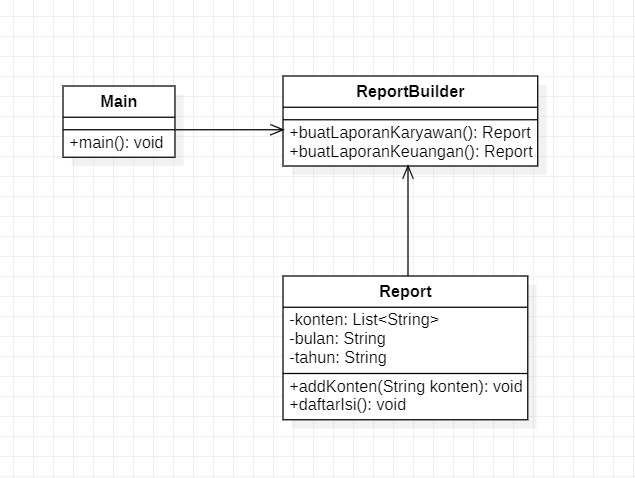 Main
+main(): void
ReportBuilder
+buatLaporanKaryawan(): Report
+buatLaporanKeuangan(): Report
Report
-konten: List<String>
-bulan: String
-tahun: String
+addKonten(String konten): void
+daftarIsi(): void